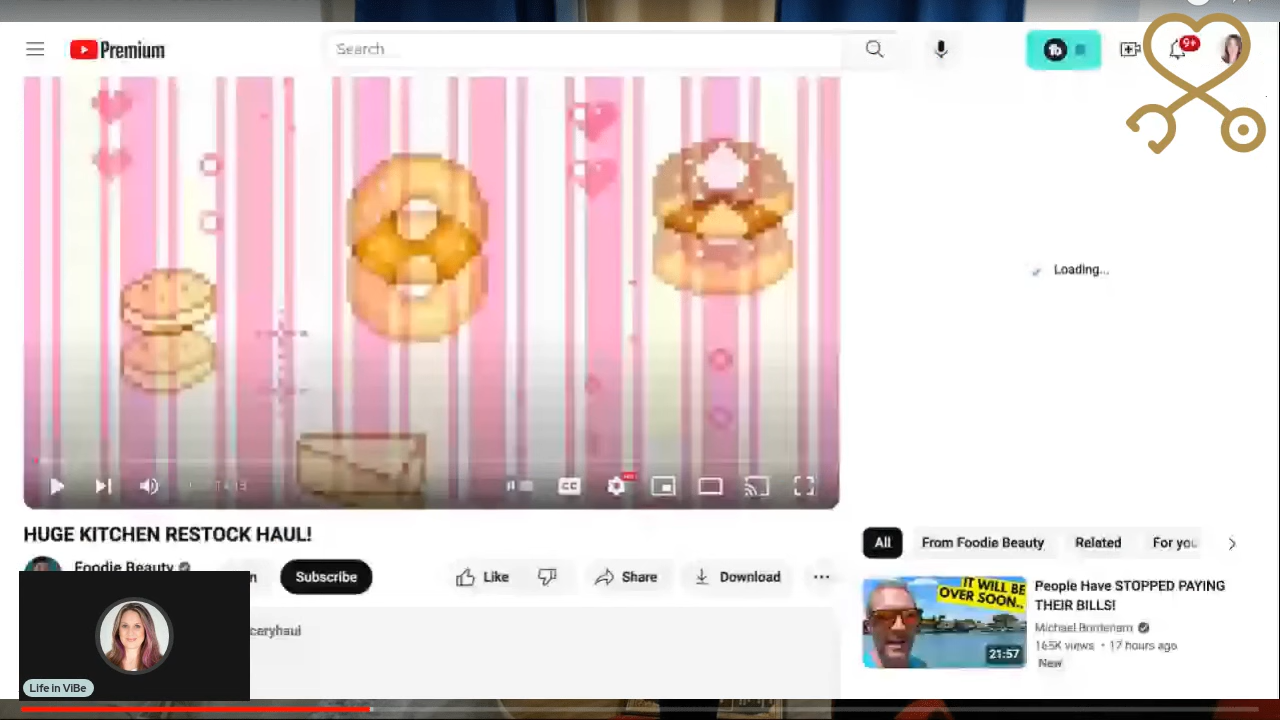 Premium
Search
9+
Loading...
CC
HUGE KITCHEN RESTOCK HAUL!
Foodie Beauty
Subscribe
Like
Share
Download
All
From Foodie Beauty
Related
For you
IT WILL BE
OVER SOON..
21:57
People Have STOPPED PAYING
THEIR BILLS!
165K views • 17 hours ago
New
Life in ViBe